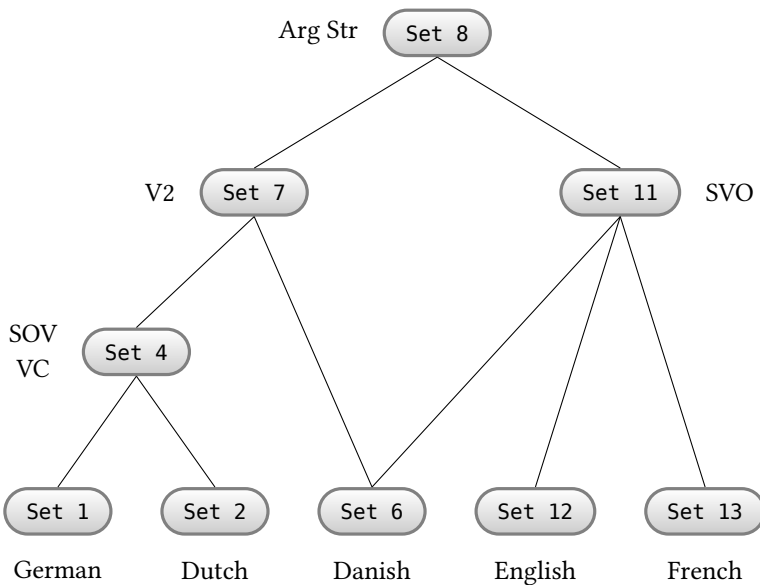 Arg Str Set 8
V2 Set 7 Set 11 SVO
SOV
VC Set 4
Set 1 Set 2 Set 6 Set 12 Set 13
German Dutch Danish English French